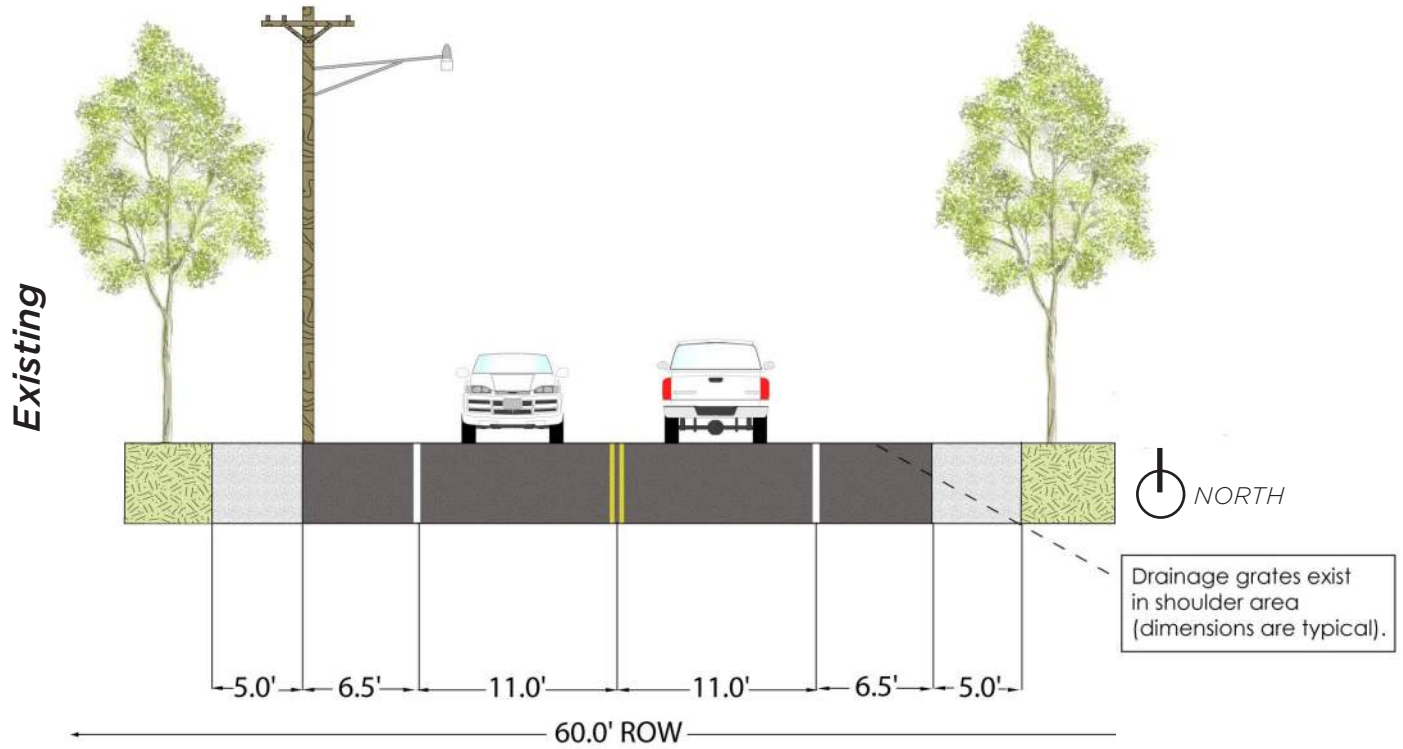 Existing
NORTH
Drainage grates exist
in shoulder area
(dimensions are typical).
5.0' 6.5' 11.0' 11.0' 6.5' 5.0'
60.0' ROW